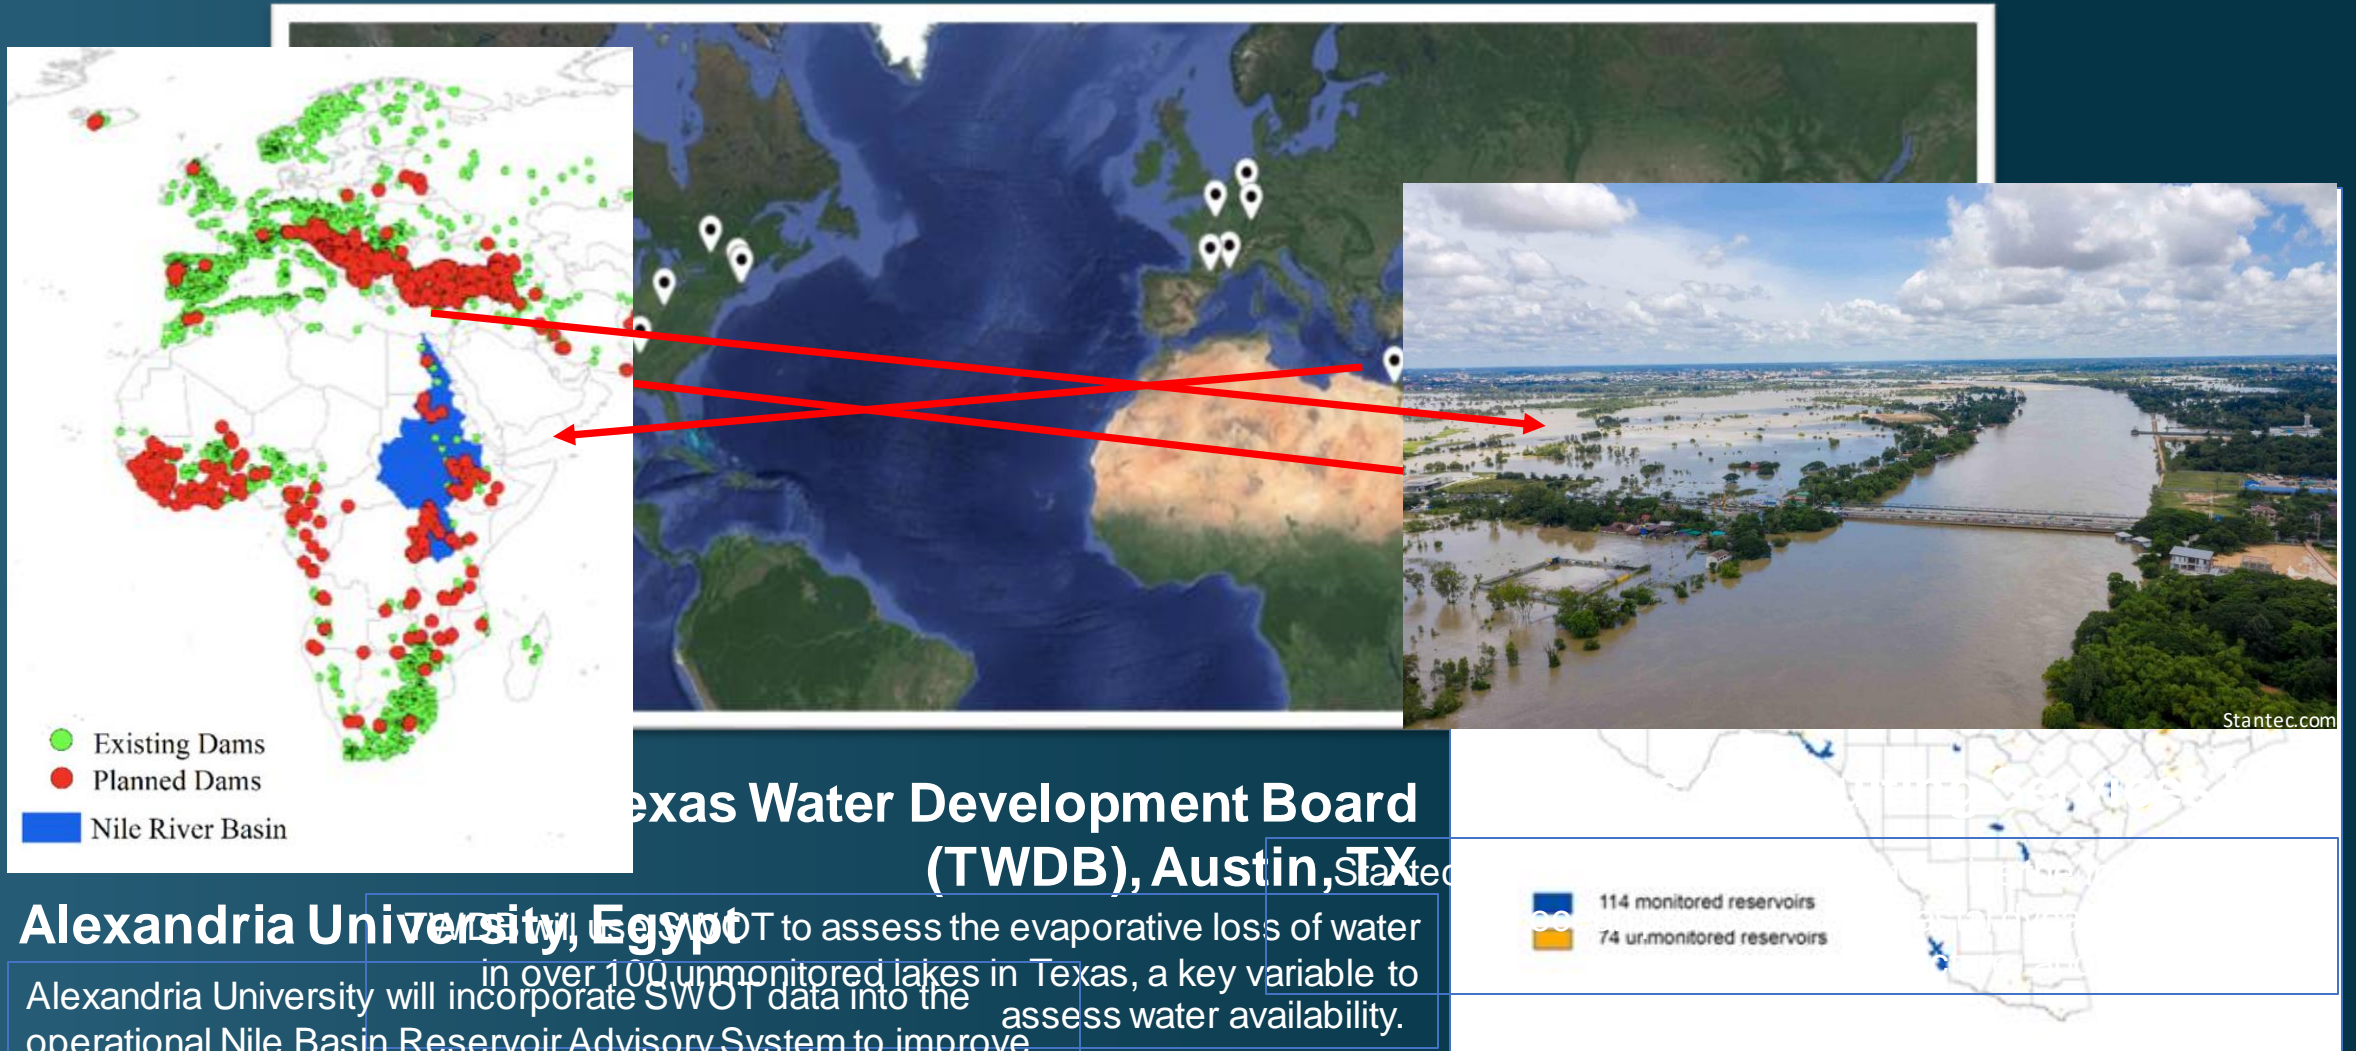 Existing Dams
Planned Dams
Nile River Basin
Stantec.com
exas Water Development Board
(TWDB), Austin, TX
Stantec
114 monitored reservoirs
74 unmonitored reservoirs
Alexandria University, Egypt
TWDB will use SWOT to assess the evaporative loss of water
in over 100 unmonitored lakes in Texas, a key variable to
assess water availability.
Alexandria University will incorporate SWOT data into the
operational Nile Basin Reservoir Advisory System to improve